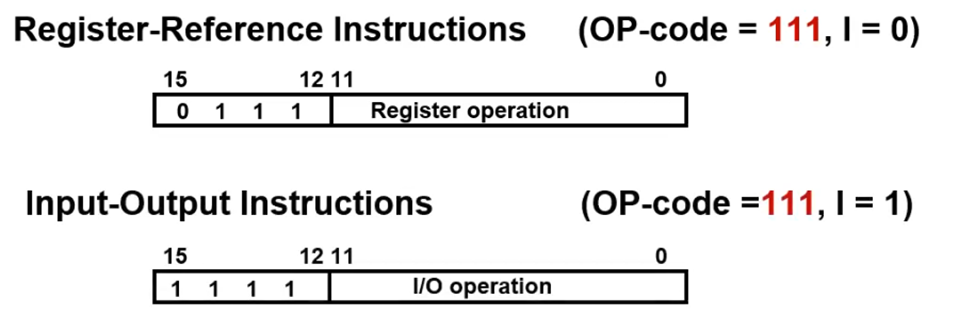 Register-Reference Instructions (OP-code = 111, I = 0)
15 12 11 0
0 1 1 1 Register operation
Input-Output Instructions (OP-code =111, I = 1)
15 12 11 0
1 1 1 1 I/O operation